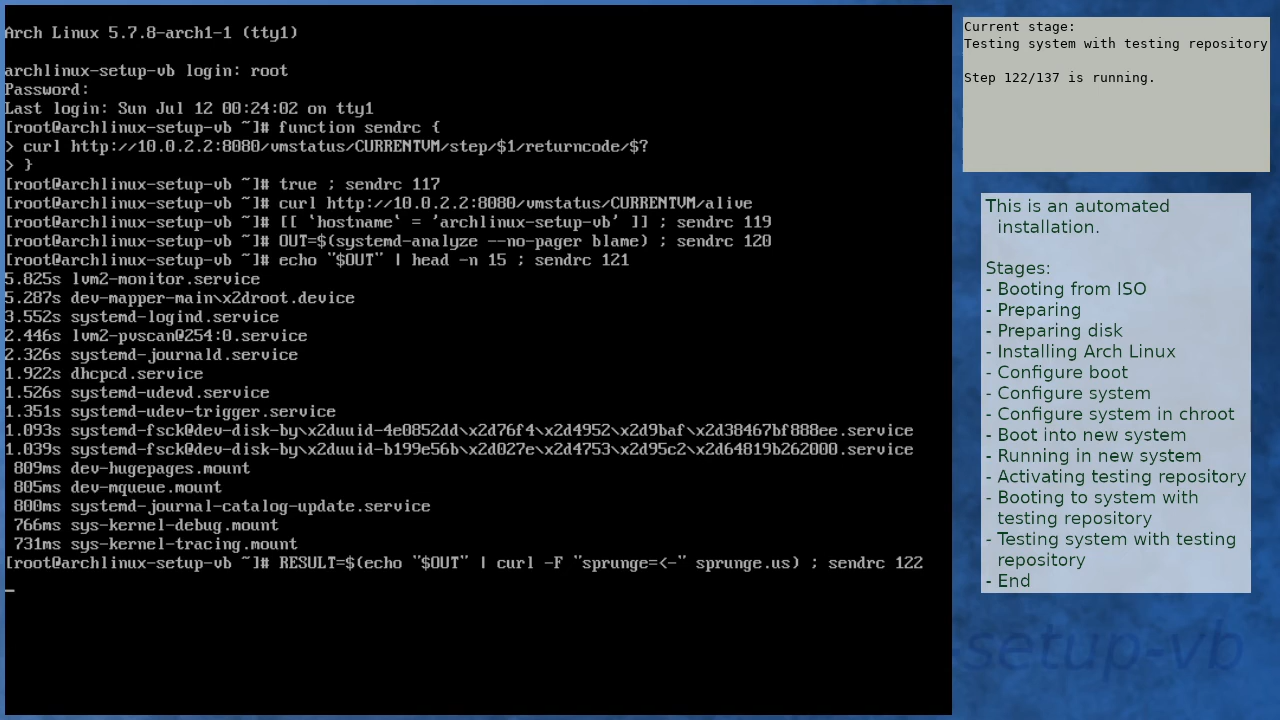 Arch Linux 5.7.8-arch1-1 (tty1)
archlinux-setup-vb login: root
Password:
Last login: Sun Jul 12 00:24:02 on tty1
[root@archlinux-setup-vb ~]# function sendrc {
> curl http://10.0.2.2:8080/vmstatus/CURRENTVM/step/$1/returncode/$?
> }
[root@archlinux-setup-vb ~]# true ; sendrc 117
[root@archlinux-setup-vb ~]# curl http://10.0.2.2:8080/vmstatus/CURRENTVM/alive
[root@archlinux-setup-vb ~]# [[ `hostname` = 'archlinux-setup-vb' ]] ; sendrc 119
[root@archlinux-setup-vb ~]# OUT=$(systemd-analyze --no-pager blame) ; sendrc 120
[root@archlinux-setup-vb ~]# echo "$OUT" | head -n 15 ; sendrc 121
5.825s lvm2-monitor.service
5.287s dev-mapper-main\x2droot.device
3.552s systemd-logind.service
2.446s lvm2-pvscan@254:0.service
2.326s systemd-journald.service
1.922s dhcpcd.service
1.526s systemd-udevd.service
1.351s systemd-udev-trigger.service
1.093s systemd-fsck@dev-disk-by\x2duuid-4e0852dd\x2d76f4\x2d4952\x2d9baf\x2d38467bf888ee.service
1.039s systemd-fsck@dev-disk-by\x2duuid-b199e56b\x2d027e\x2d4753\x2d95c2\x2d64819b262000.service
809ms dev-hugepages.mount
805ms dev-mqueue.mount
800ms systemd-journal-catalog-update.service
766ms sys-kernel-debug.mount
731ms sys-kernel-tracing.mount
[root@archlinux-setup-vb ~]# RESULT=$(echo "$OUT" | curl -F "sprunge=<-" sprunge.us) ; sendrc 122
_
Current stage:
Testing system with testing repository
Step 122/137 is running.
This is an automated
installation.
Stages:
- Booting from ISO
- Preparing
- Preparing disk
- Installing Arch Linux
- Configure boot
- Configure system
- Configure system in chroot
- Boot into new system
- Running in new system
- Activating testing repository
- Booting to system with
testing repository
- Testing system with testing
repository
- End
-setup-vb